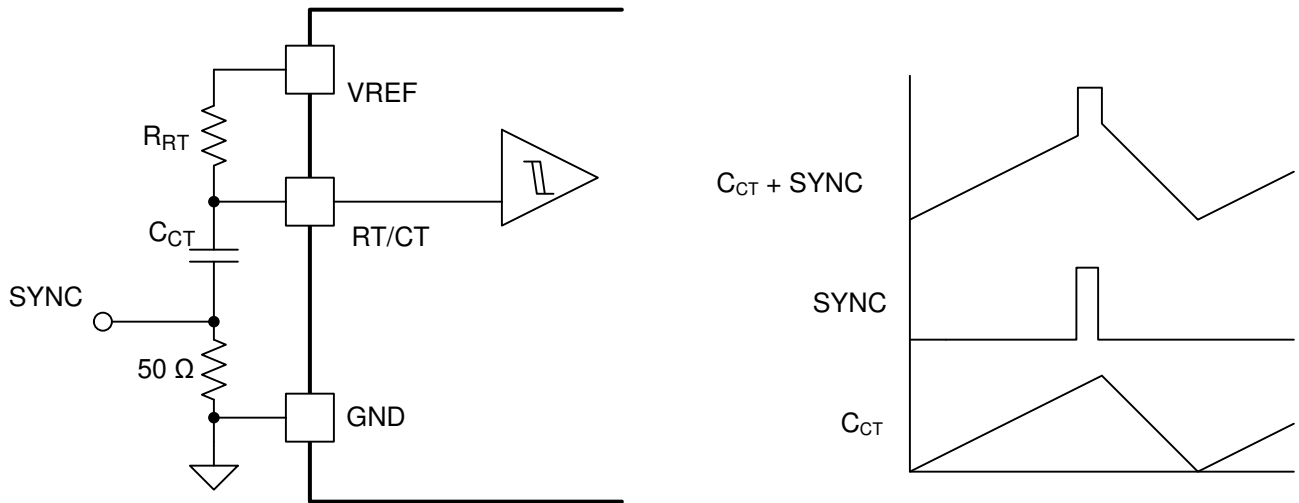 VREF
R_RT
C_CT
RT/CT
SYNC
50 Ω
GND
C_CT + SYNC
SYNC
C_CT